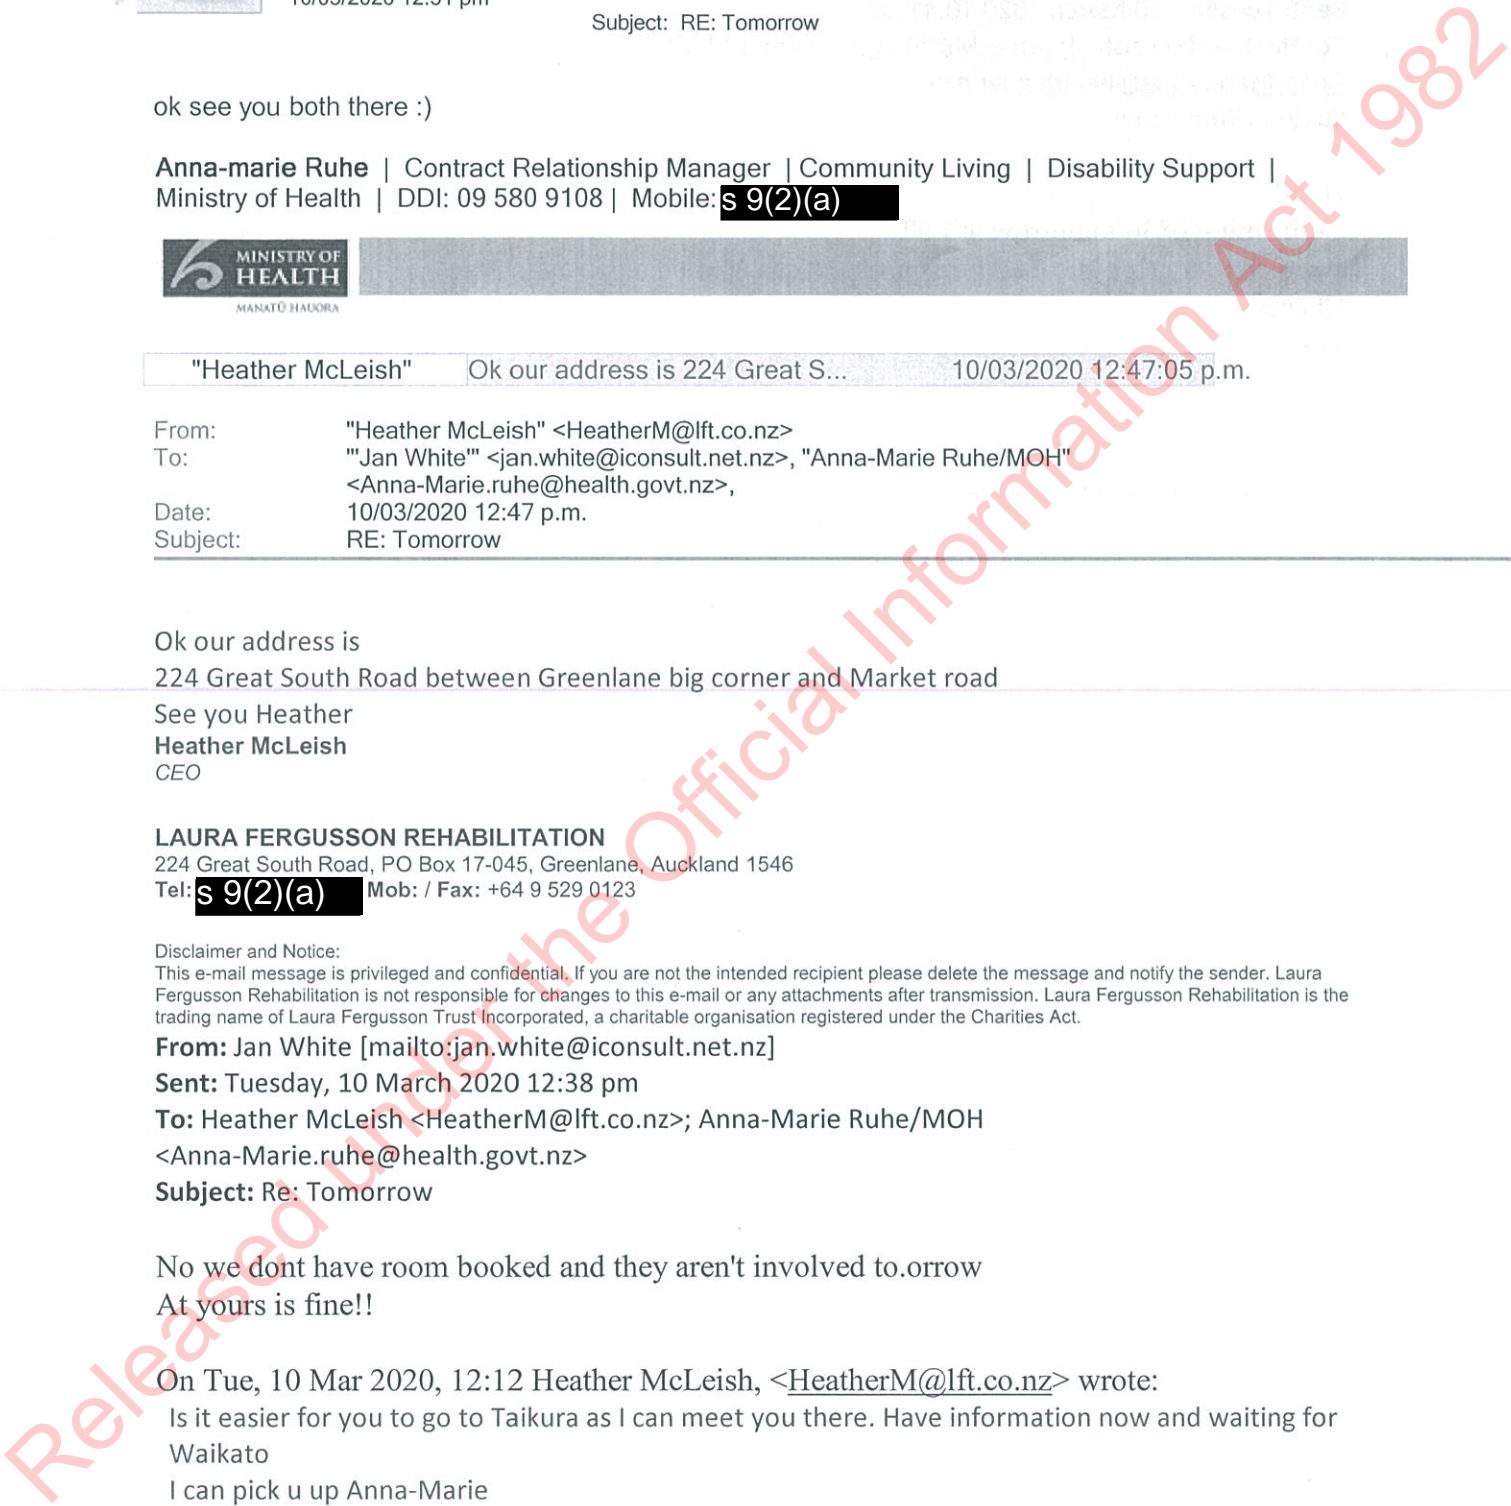 Subject: RE: Tomorrow
ok see you both there :)
Anna-marie Ruhe | Contract Relationship Manager | Community Living | Disability Support |
Ministry of Health | DDI: 09 580 9108 | Mobile: s 9(2)(a)
MINISTRY OF
HEALTH
MANATŪ HAUORA
"Heather McLeish" Ok our address is 224 Great S... 10/03/2020 12:47:05 p.m.
From: "Heather McLeish" <HeatherM@lft.co.nz>
To: "'Jan White'" <jan.white@iconsult.net.nz>, "Anna-Marie Ruhe/MOH"
<Anna-Marie.ruhe@health.govt.nz>,
Date: 10/03/2020 12:47 p.m.
Subject: RE: Tomorrow
Ok our address is
224 Great South Road between Greenlane big corner and Market road
See you Heather
Heather McLeish
CEO
LAURA FERGUSSON REHABILITATION
224 Great South Road, PO Box 17-045, Greenlane, Auckland 1546
Tel: s 9(2)(a) Mob: / Fax: +64 9 529 0123
Disclaimer and Notice:
This e-mail message is privileged and confidential. If you are not the intended recipient please delete the message and notify the sender. Laura
Fergusson Rehabilitation is not responsible for changes to this e-mail or any attachments after transmission. Laura Fergusson Rehabilitation is the
trading name of Laura Fergusson Trust Incorporated, a charitable organisation registered under the Charities Act.
From: Jan White [mailto:jan.white@iconsult.net.nz]
Sent: Tuesday, 10 March 2020 12:38 pm
To: Heather McLeish <HeatherM@lft.co.nz>; Anna-Marie Ruhe/MOH
<Anna-Marie.ruhe@health.govt.nz>
Subject: Re: Tomorrow
No we dont have room booked and they aren't involved to.orrow
At yours is fine!!
On Tue, 10 Mar 2020, 12:12 Heather McLeish, <HeatherM@lft.co.nz> wrote:
Is it easier for you to go to Taikura as I can meet you there. Have information now and waiting for
Waikato
I can pick u up Anna-Marie
Released under the Official Information Act 1982